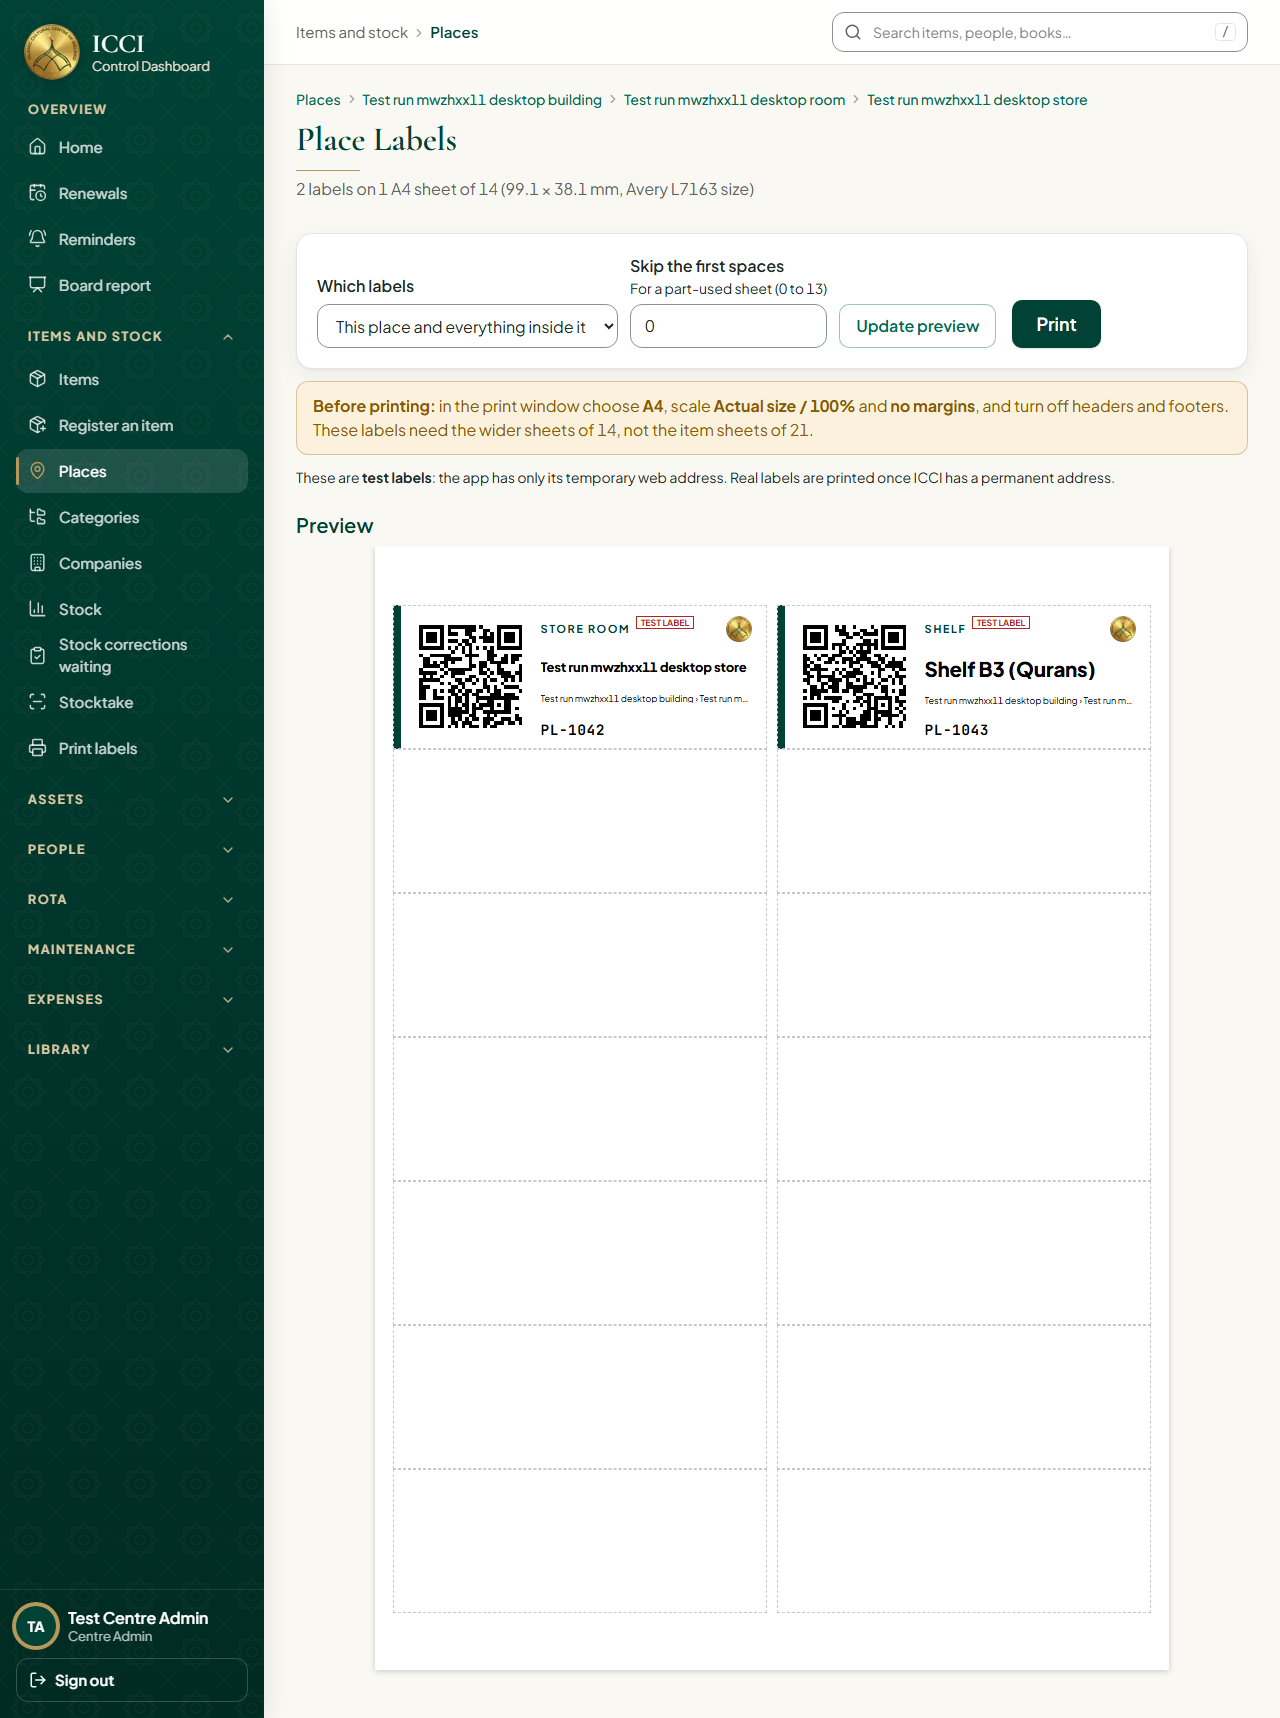 ICCI
Control Dashboard
OVERVIEW
Home
Renewals
Reminders
Board report
ITEMS AND STOCK
Items
Register an item
Places
Categories
Companies
Stock
Stock corrections
waiting
Stocktake
Print labels
ASSETS
PEOPLE
ROTA
MAINTENANCE
EXPENSES
LIBRARY
TA
Test Centre Admin
Centre Admin
Sign out
Items and stock > Places
Search items, people, books… /
Places > Test run mwzhxx11 desktop building > Test run mwzhxx11 desktop room > Test run mwzhxx11 desktop store
Place Labels
2 labels on 1 A4 sheet of 14 (99.1 × 38.1 mm, Avery L7163 size)
Which labels
This place and everything inside it
Skip the first spaces
For a part-used sheet (0 to 13)
0
Update preview
Print
Before printing: in the print window choose A4, scale Actual size / 100% and no margins, and turn off headers and footers.
These labels need the wider sheets of 14, not the item sheets of 21.
These are test labels: the app has only its temporary web address. Real labels are printed once ICCI has a permanent address.
Preview
STORE ROOM TEST LABEL
Test run mwzhxx11 desktop store
Test run mwzhxx11 desktop building › Test run m…
PL-1042
SHELF TEST LABEL
Shelf B3 (Qurans)
Test run mwzhxx11 desktop building › Test run m…
PL-1043